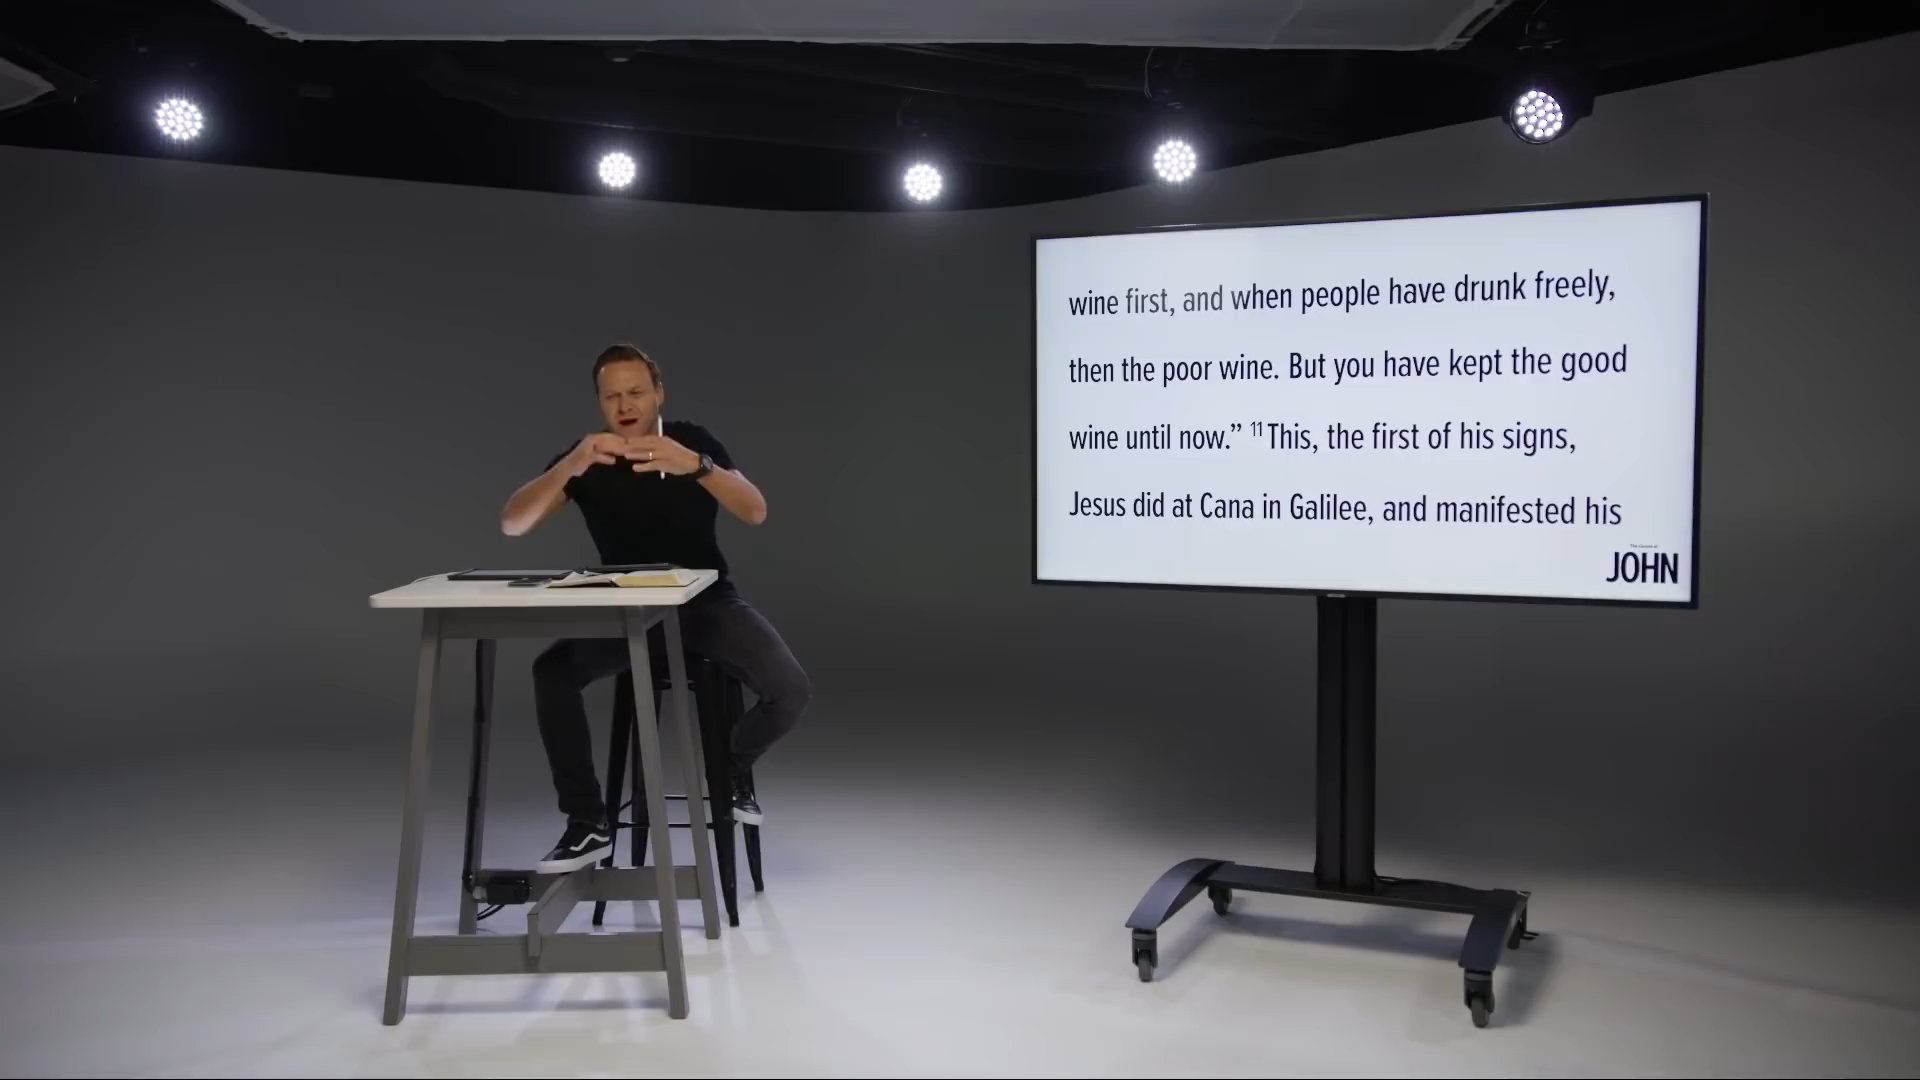 wine first, and when people have drunk freely,
then the poor wine. But you have kept the good
wine until now.” ¹¹ This, the first of his signs,
Jesus did at Cana in Galilee, and manifested his
JOHN